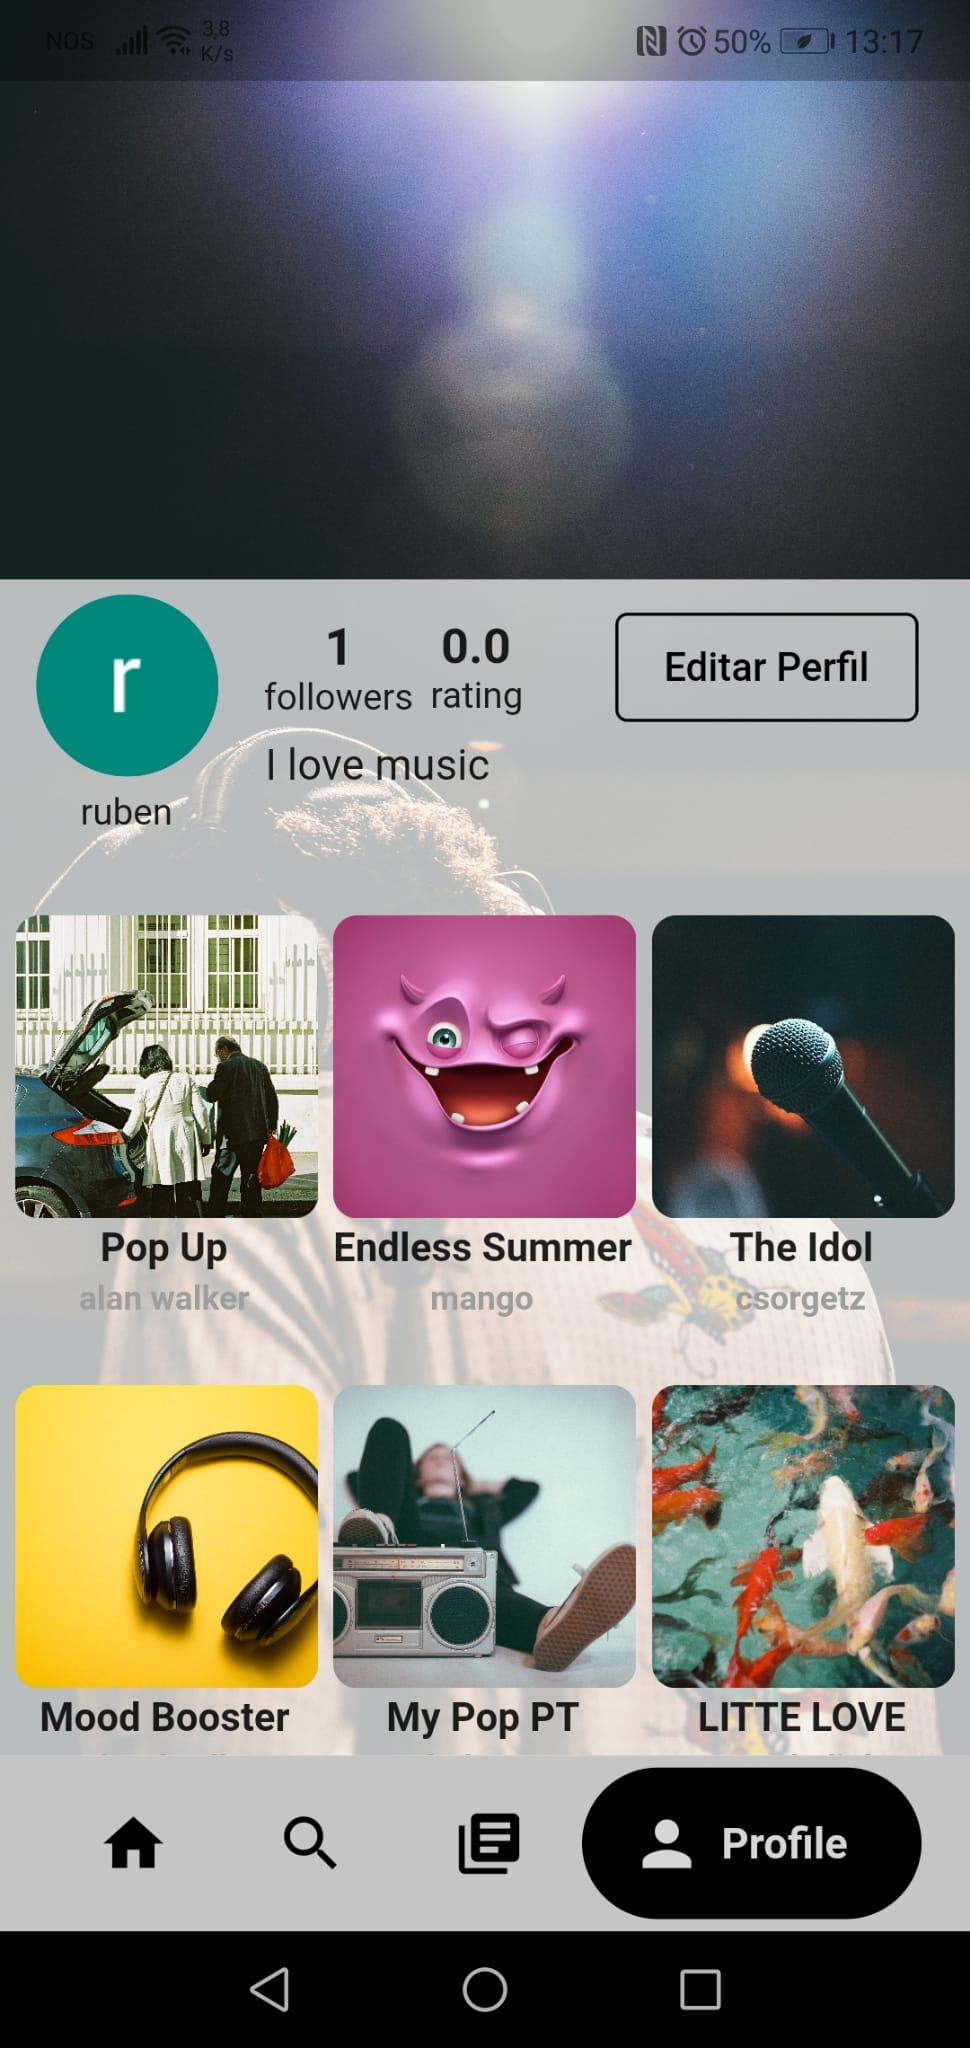 NOS 3,8 K/s 50% 13:17
r
1 0.0
followers rating
Editar Perfil
I love music
ruben
Pop Up Endless Summer The Idol
alan walker mango csorgetz
Mood Booster My Pop PT LITTE LOVE
Profile